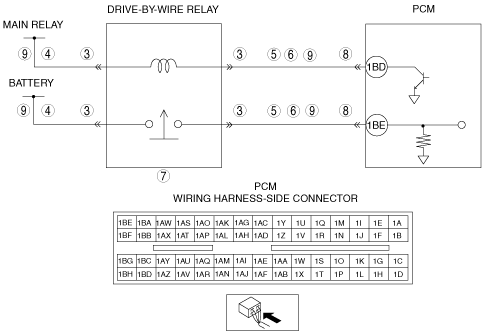 DRIVE-BY-WIRE RELAY PCM
MAIN RELAY
9 4 3 3 5 6 9 8
1BD
BATTERY
9 4 3 3 5 6 9 8
1BE
7
PCM
WIRING HARNESS-SIDE CONNECTOR
1BE 1BA 1AW 1AS 1AO 1AK 1AG 1AC 1Y 1U 1Q 1M 1I 1E 1A
1BF 1BB 1AX 1AT 1AP 1AL 1AH 1AD 1Z 1V 1R 1N 1J 1F 1B
1BG 1BC 1AY 1AU 1AQ 1AM 1AI 1AE 1AA 1W 1S 1O 1K 1G 1C
1BH 1BD 1AZ 1AV 1AR 1AN 1AJ 1AF 1AB 1X 1T 1P 1L 1H 1D